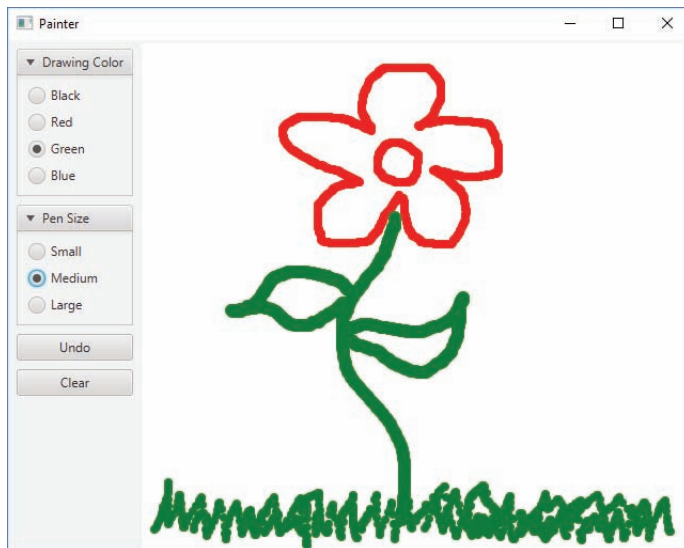 Painter
Drawing Color
Black
Red
Green
Blue
Pen Size
Small
Medium
Large
Undo
Clear